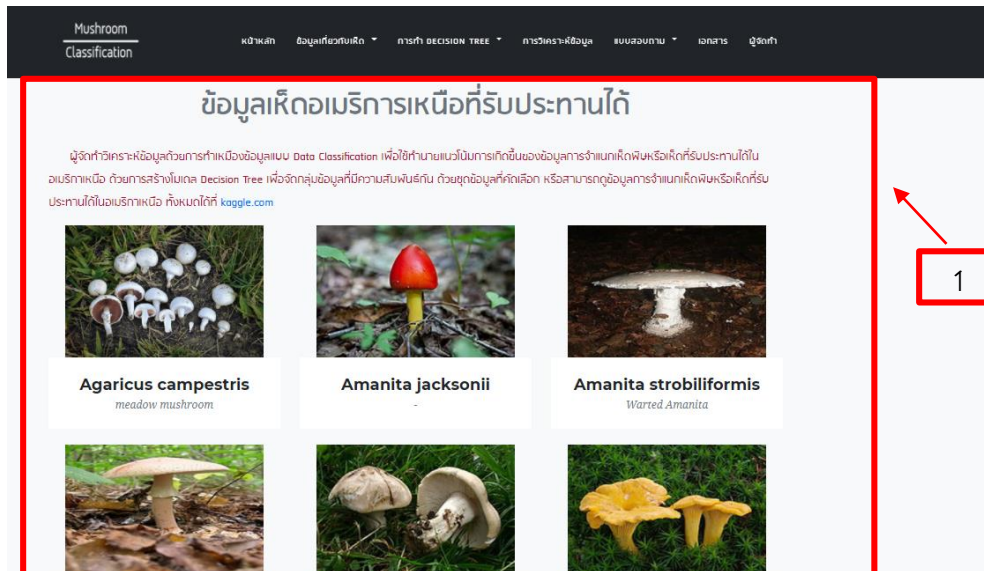 Mushroom
Classification
หน้าหลัก ข้อมูลเกี่ยวกับเห็ด การทำ DECISION TREE การวิเคราะห์ข้อมูล แบบสอบถาม เอกสาร ผู้จัดทำ
ข้อมูลเห็ดอเมริการเหนือที่รับประทานได้
ผู้จัดทำวิเคราะห์ข้อมูลด้วยการทำเหมืองข้อมูลแบบ Data Classification เพื่อใช้ทำนายแนวโน้มการเกิดขึ้นของข้อมูลการจำแนกเห็ดพิษหรือเห็ดที่รับประทานได้ใน
อเมริกาเหนือ ด้วยการสร้างโมเดล Decision Tree เพื่อจัดกลุ่มข้อมูลที่มีความสัมพันธ์กัน ด้วยชุดข้อมูลที่คัดเลือก หรือสามารถดูข้อมูลการจำแนกเห็ดพิษหรือเห็ดที่รับ
ประทานได้ในอเมริกาเหนือ ทั้งหมดได้ที่ kaggle.com
1
Agaricus campestris Amanita jacksonii Amanita strobiliformis
meadow mushroom - Warted Amanita